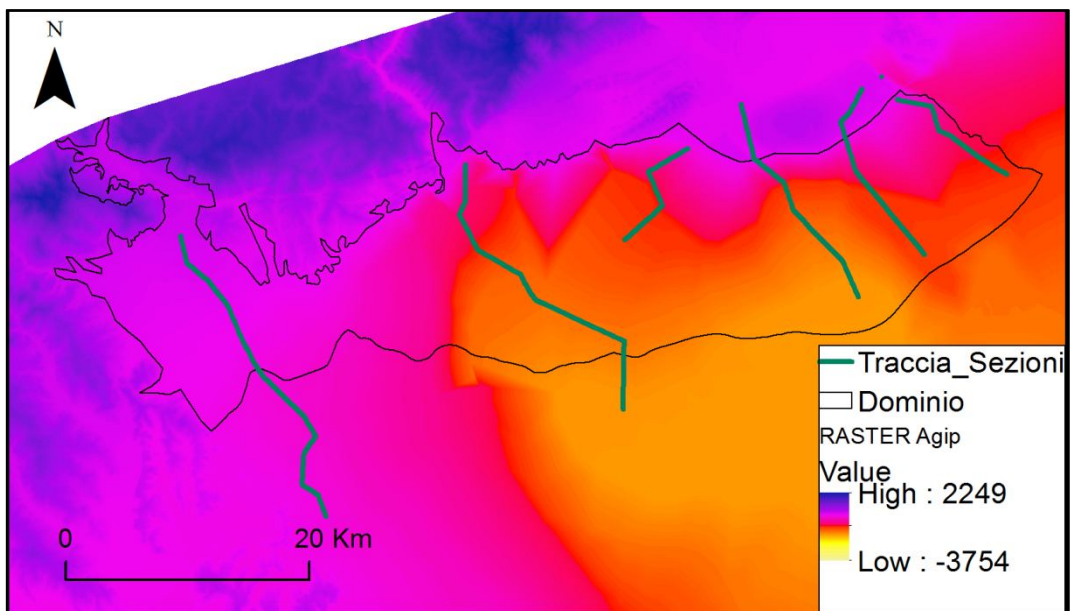 N
0 20 Km
Traccia_Sezioni
Dominio
RASTER Agip
Value
High : 2249
Low : -3754